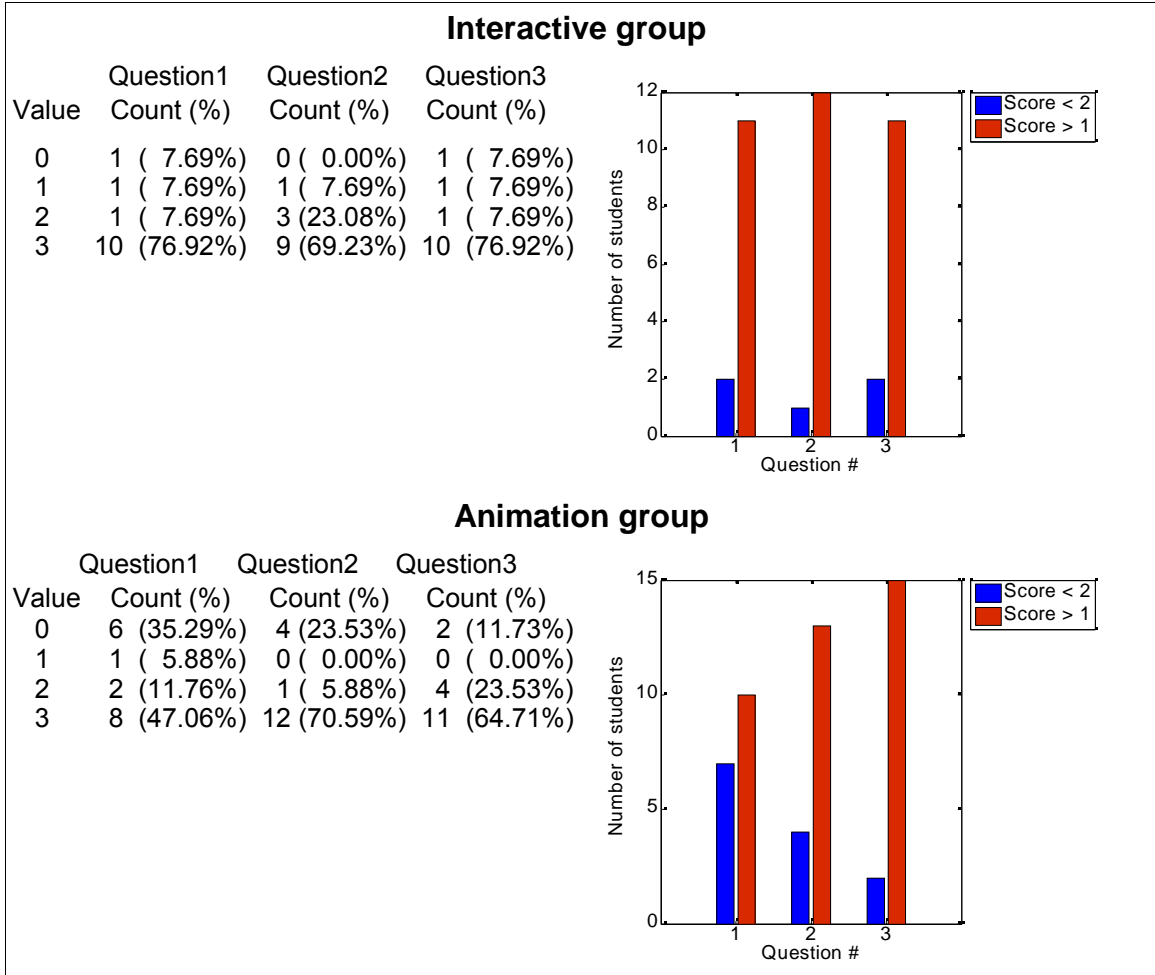 Interactive group
Question1 Question2 Question3
Value Count (%) Count (%) Count (%)
0 1 ( 7.69%) 0 ( 0.00%) 1 ( 7.69%)
1 1 ( 7.69%) 1 ( 7.69%) 1 ( 7.69%)
2 1 ( 7.69%) 3 (23.08%) 1 ( 7.69%)
3 10 (76.92%) 9 (69.23%) 10 (76.92%)
12
10
8
6
4
2
0
Number of students
1 2 3
Question #
Score < 2
Score > 1
Animation group
Question1 Question2 Question3
Value Count (%) Count (%) Count (%)
0 6 (35.29%) 4 (23.53%) 2 (11.73%)
1 1 ( 5.88%) 0 ( 0.00%) 0 ( 0.00%)
2 2 (11.76%) 1 ( 5.88%) 4 (23.53%)
3 8 (47.06%) 12 (70.59%) 11 (64.71%)
15
10
5
0
Number of students
1 2 3
Question #
Score < 2
Score > 1